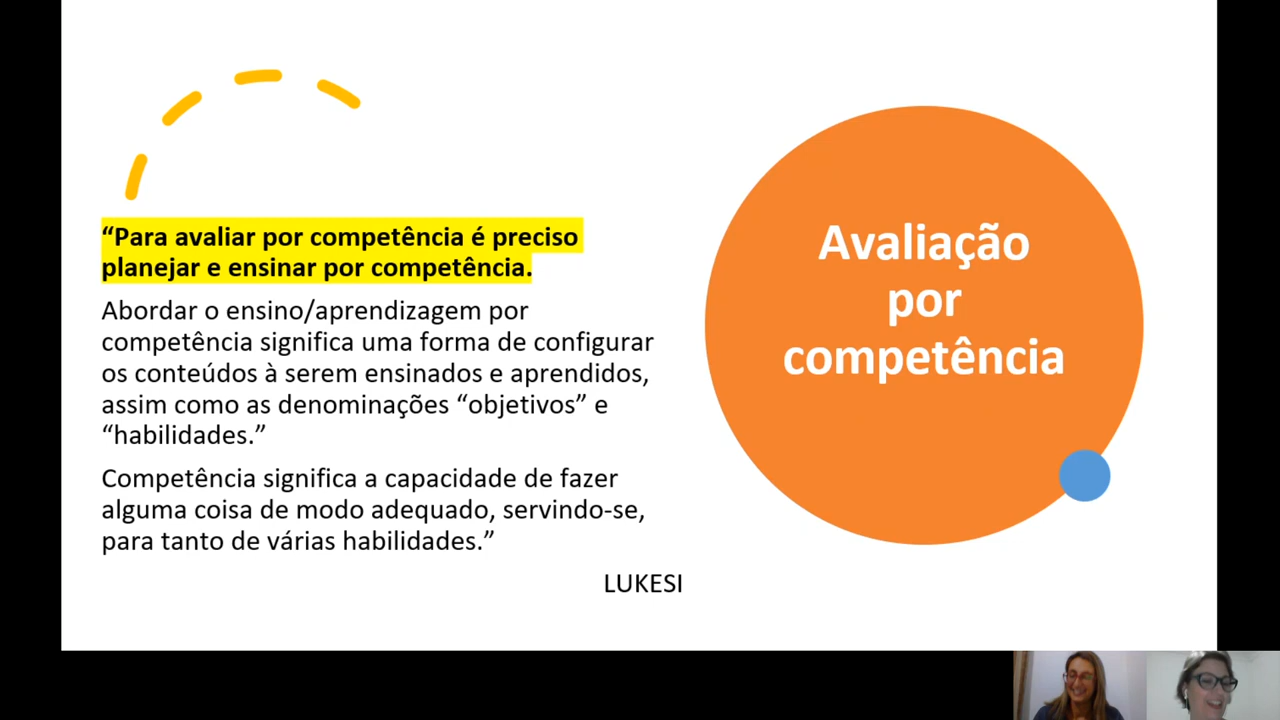 “Para avaliar por competência é preciso
planejar e ensinar por competência.
Abordar o ensino/aprendizagem por
competência significa uma forma de configurar
os conteúdos à serem ensinados e aprendidos,
assim como as denominações “objetivos” e
“habilidades.”
Competência significa a capacidade de fazer
alguma coisa de modo adequado, servindo-se,
para tanto de várias habilidades.”
LUKESI
Avaliação
por
competência